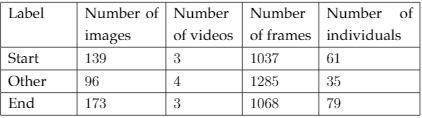 Label Number of images Number of videos Number of frames Number of individuals
Start 139 3 1037 61
Other 96 4 1285 35
End 173 3 1068 79